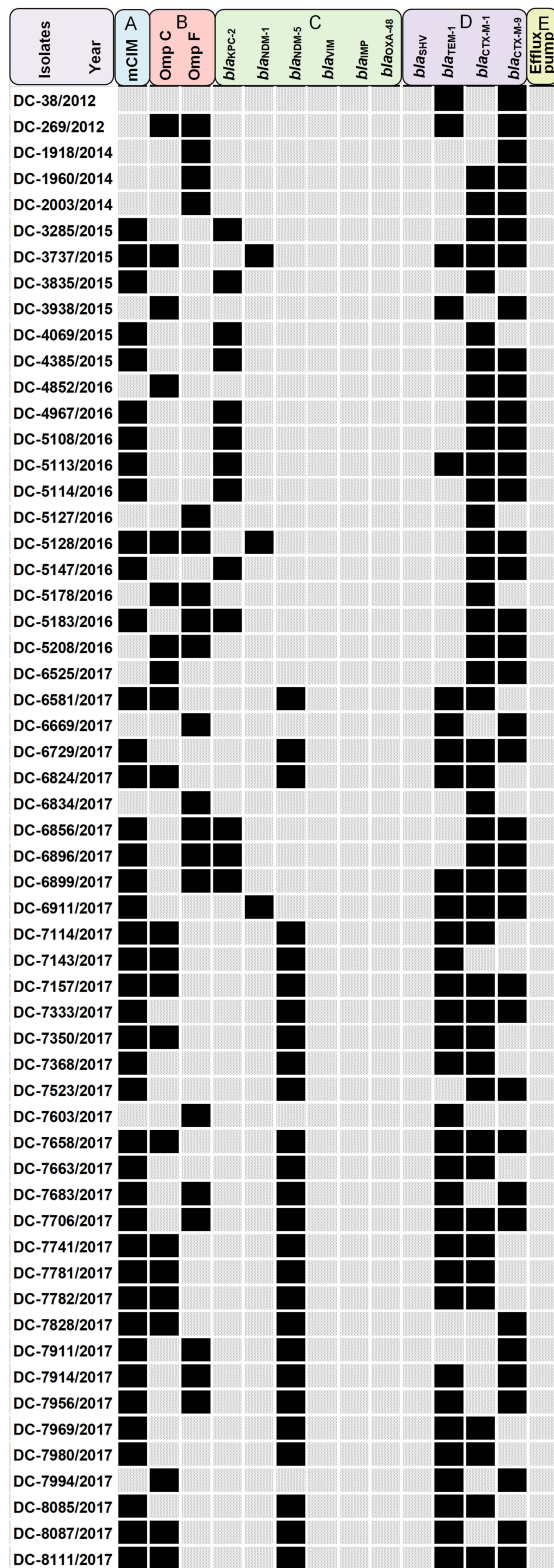 A B C D E
Isolates Year mCIM Omp C Omp F blaKPC-2 blaNDM-1 blaNDM-5 blaVIM blaIMP blaOXA-48 blaSHV blaTEM-1 blaCTX-M-1 blaCTX-M-9 Efflux pump
DC-38/2012
DC-269/2012
DC-1918/2014
DC-1960/2014
DC-2003/2014
DC-3285/2015
DC-3737/2015
DC-3835/2015
DC-3938/2015
DC-4069/2015
DC-4385/2015
DC-4852/2016
DC-4967/2016
DC-5108/2016
DC-5113/2016
DC-5114/2016
DC-5127/2016
DC-5128/2016
DC-5147/2016
DC-5178/2016
DC-5183/2016
DC-5208/2016
DC-6525/2017
DC-6581/2017
DC-6669/2017
DC-6729/2017
DC-6824/2017
DC-6834/2017
DC-6856/2017
DC-6896/2017
DC-6899/2017
DC-6911/2017
DC-7114/2017
DC-7143/2017
DC-7157/2017
DC-7333/2017
DC-7350/2017
DC-7368/2017
DC-7523/2017
DC-7603/2017
DC-7658/2017
DC-7663/2017
DC-7683/2017
DC-7706/2017
DC-7741/2017
DC-7781/2017
DC-7782/2017
DC-7828/2017
DC-7911/2017
DC-7914/2017
DC-7956/2017
DC-7969/2017
DC-7980/2017
DC-7994/2017
DC-8085/2017
DC-8087/2017
DC-8111/2017